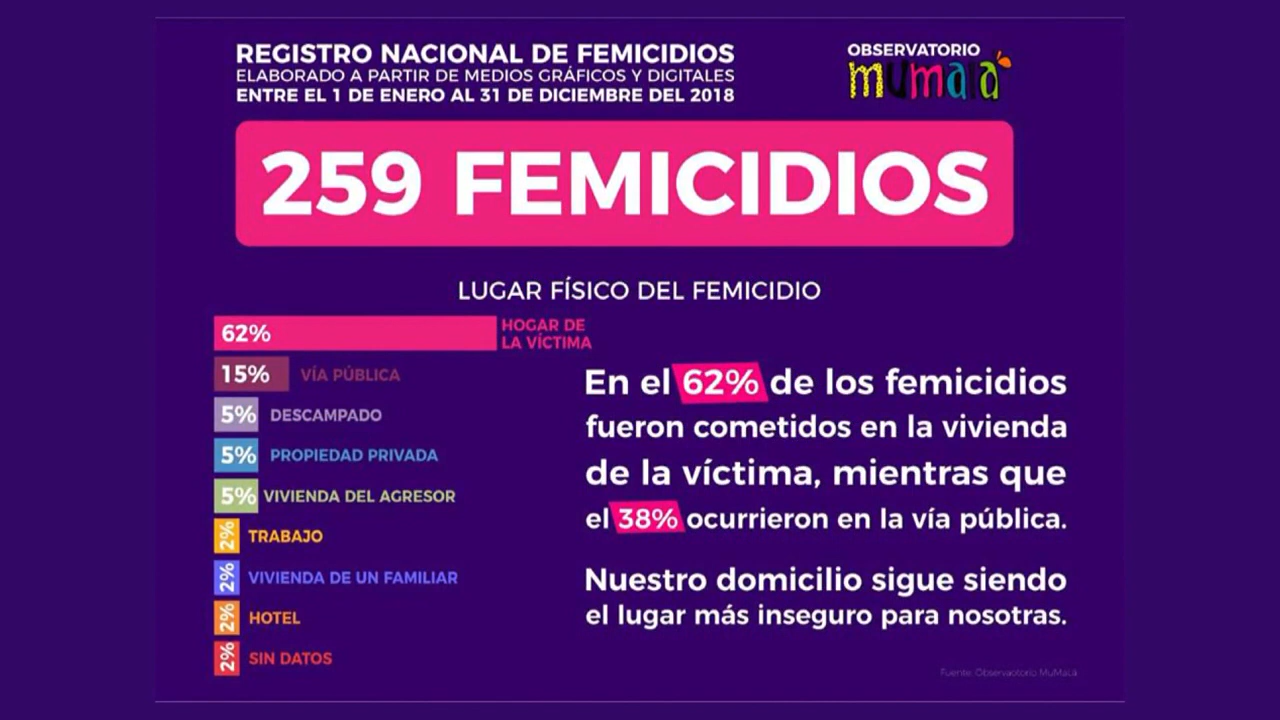 REGISTRO NACIONAL DE FEMICIDIOS
ELABORADO A PARTIR DE MEDIOS GRÁFICOS Y DIGITALES
ENTRE EL 1 DE ENERO AL 31 DE DICIEMBRE DEL 2018
OBSERVATORIO
mumalá
259 FEMICIDIOS
LUGAR FÍSICO DEL FEMICIDIO
62% HOGAR DE
LA VÍCTIMA
15% VÍA PÚBLICA
5% DESCAMPADO
5% PROPIEDAD PRIVADA
5% VIVIENDA DEL AGRESOR
2% TRABAJO
2% VIVIENDA DE UN FAMILIAR
2% HOTEL
2% SIN DATOS
En el 62% de los femicidios
fueron cometidos en la vivienda
de la víctima, mientras que
el 38% ocurrieron en la vía pública.
Nuestro domicilio sigue siendo
el lugar más inseguro para nosotras.
Fuente: Observaotorio MuMaLá